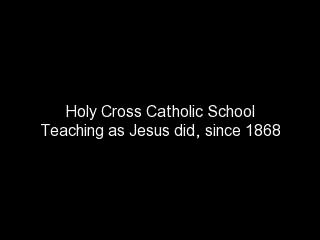 Holy Cross Catholic School
Teaching as Jesus did, since 1868